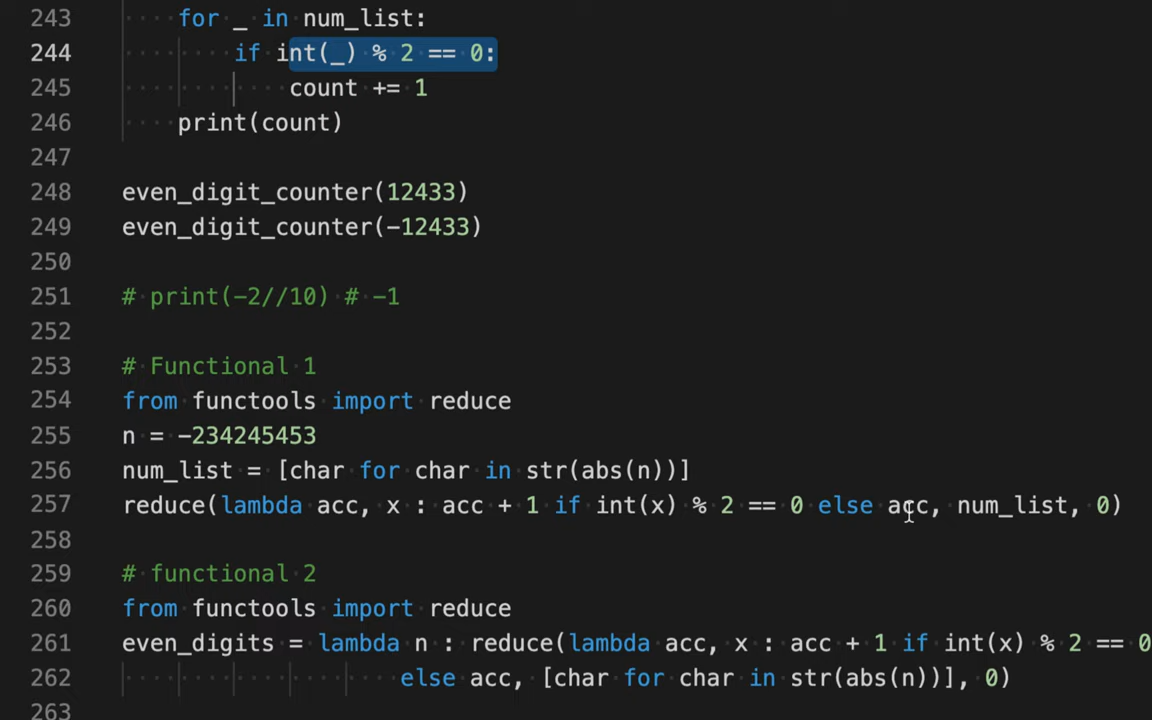 243 for _ in num_list:
244 if int(_) % 2 == 0:
245 count += 1
246 print(count)
247
248 even_digit_counter(12433)
249 even_digit_counter(-12433)
250
251 # print(-2//10) # -1
252
253 # Functional 1
254 from functools import reduce
255 n = -234245453
256 num_list = [char for char in str(abs(n))]
257 reduce(lambda acc, x : acc + 1 if int(x) % 2 == 0 else acc, num_list, 0)
258
259 # functional 2
260 from functools import reduce
261 even_digits = lambda n : reduce(lambda acc, x : acc + 1 if int(x) % 2 == 0
262 else acc, [char for char in str(abs(n))], 0)
263